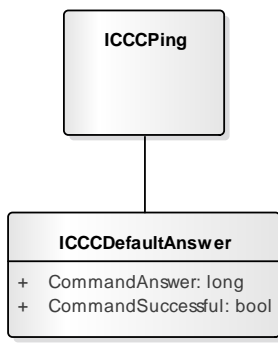 ICCCPing
ICCCDefaultAnswer
+ CommandAnswer: long
+ CommandSuccessful: bool